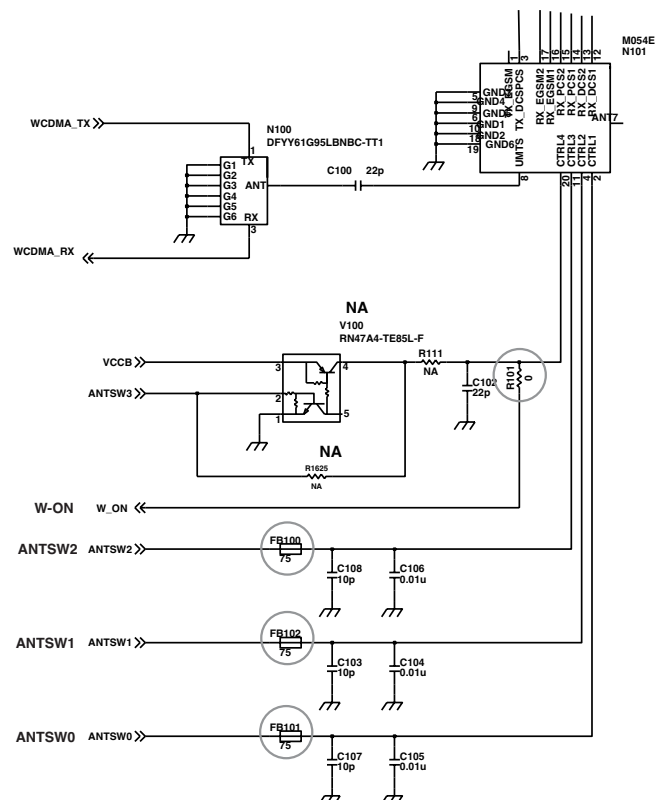 M054E
N101
1
3
17
16
15
14
13
12
TX_EGSM
TX_DCSPCS
RX_EGSM2
RX_EGSM1
RX_PCS2
RX_PCS1
RX_DCS2
RX_DCS1
5
GND4
9
6
GND1
10
GND2
18
GND6
19
ANT
7
UMTS
CTRL4
CTRL3
CTRL2
CTRL1
8
20
11
4
2
WCDMA_TX
N100
DFYY61G95LBNBC-TT1
1
TX
G1
G2
G3
G4
G5
G6
ANT
RX
3
C100 22p
WCDMA_RX
NA
V100
RN47A4-TE85L-F
VCCB
3
4
R111
NA
ANTSW3
2
1
5
C102
22p
R101
0
NA
R1625
NA
W-ON W_ON
ANTSW2 ANTSW2
FB100
75
C108
10p
C106
0.01u
ANTSW1 ANTSW1
FB102
75
C103
10p
C104
0.01u
ANTSW0 ANTSW0
FB101
75
C107
10p
C105
0.01u